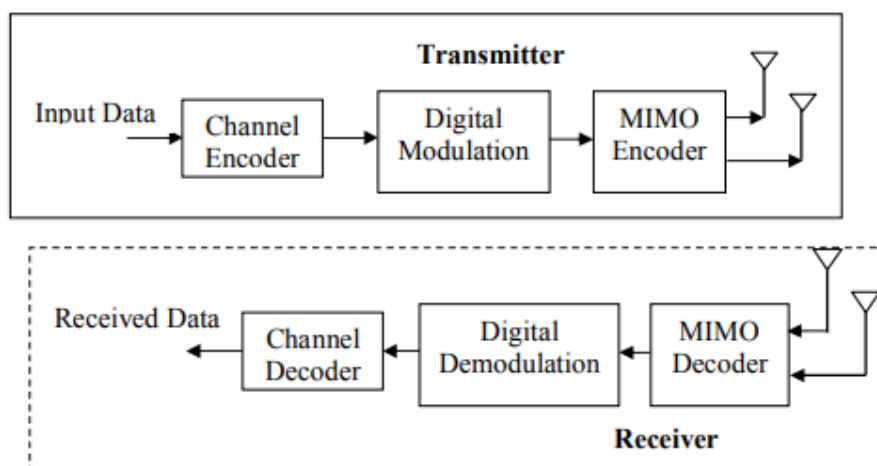 Transmitter
Input Data
Channel
Encoder
Digital
Modulation
MIMO
Encoder
Received Data
Channel
Decoder
Digital
Demodulation
MIMO
Decoder
Receiver